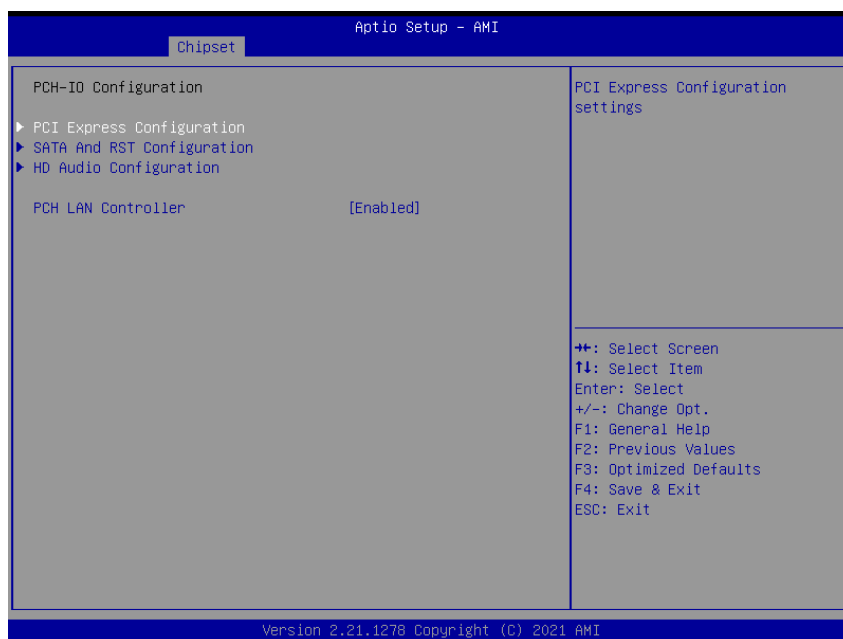 Aptio Setup – AMI
Chipset
PCH-IO Configuration
PCI Express Configuration
SATA And RST Configuration
HD Audio Configuration
PCH LAN Controller [Enabled]
PCI Express Configuration
settings
→←: Select Screen
↑↓: Select Item
Enter: Select
+/-: Change Opt.
F1: General Help
F2: Previous Values
F3: Optimized Defaults
F4: Save & Exit
ESC: Exit
Version 2.21.1278 Copyright (C) 2021 AMI